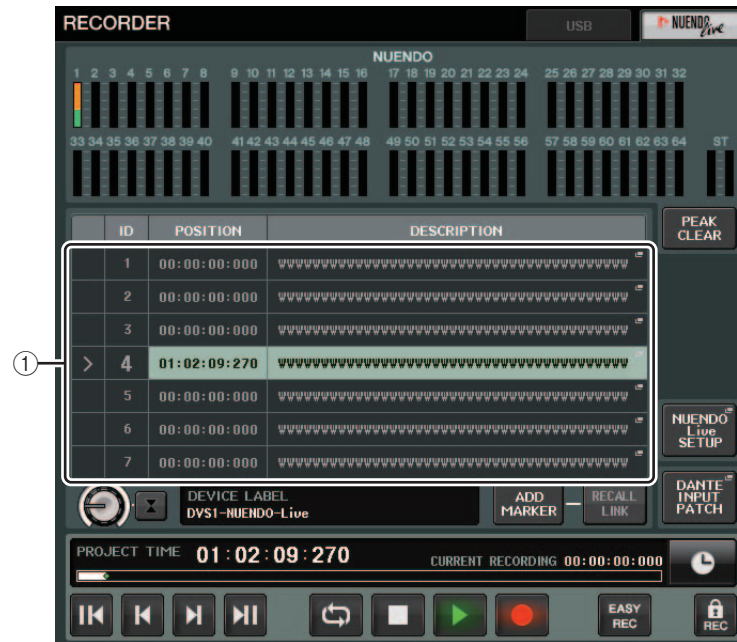 RECORDER
USB
NUENDO live
NUENDO
1 2 3 4 5 6 7 8 9 10 11 12 13 14 15 16 17 18 19 20 21 22 23 24 25 26 27 28 29 30 31 32
33 34 35 36 37 38 39 40 41 42 43 44 45 46 47 48 49 50 51 52 53 54 55 56 57 58 59 60 61 62 63 64 ST
ID POSITION DESCRIPTION
PEAK
CLEAR
1 00:00:00:000
2 00:00:00:000
3 00:00:00:000
① > 4 01:02:09:270
5 00:00:00:000
6 00:00:00:000
7 00:00:00:000
NUENDO
Live
SETUP
DEVICE LABEL
DVS1-NUENDO-Live
ADD
MARKER
RECALL
LINK
DANTE
INPUT
PATCH
PROJECT TIME 01:02:09:270 CURRENT RECORDING 00:00:00:000
EASY
REC
REC